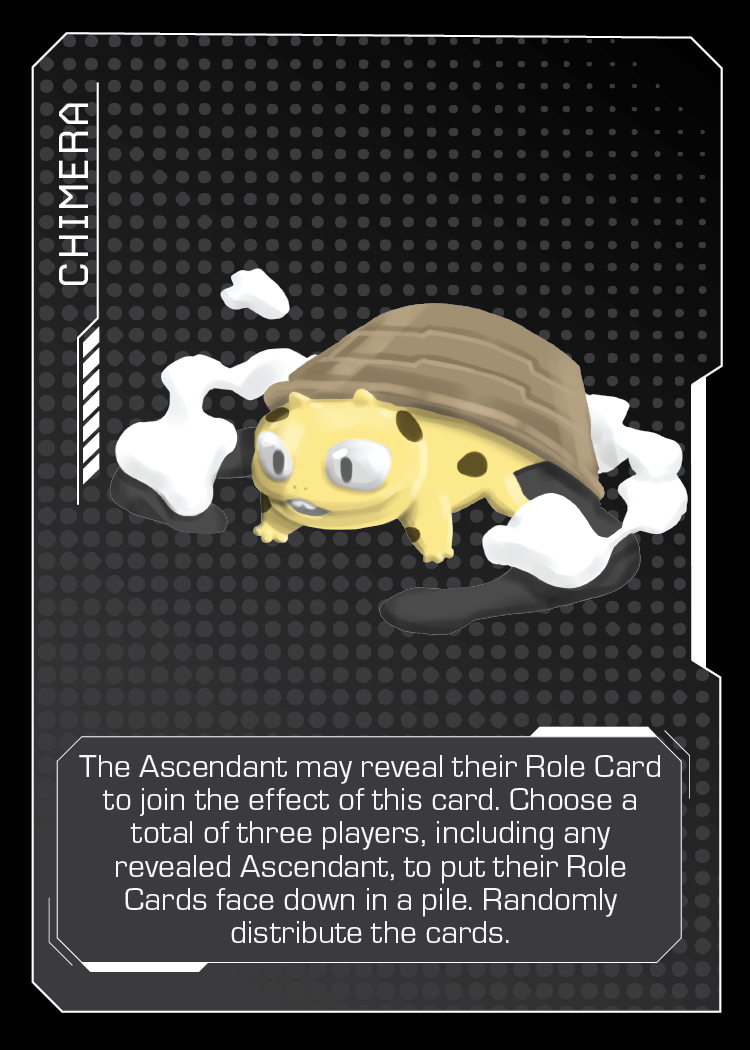 CHIMERA
The Ascendant may reveal their Role Card
to join the effect of this card. Choose a
total of three players, including any
revealed Ascendant, to put their Role
Cards face down in a pile. Randomly
distribute the cards.